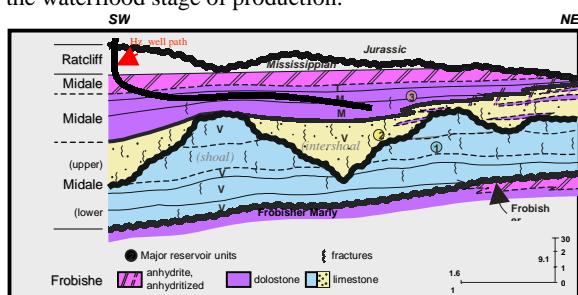 the waterflood stage of production.
SW NE
Hz well path
Jurassic
Ratcliff
Mississippian
Midale
3
M
M
Midale
V V 2
(intershoal
(shoal) 1
(upper)
V
Midale V
V
(lower Frobisher Marly
Frobish
er
2 Major reservoir units fractures
30
20
9.1
10
0
anhydrite,
anhydritized dolostone limestone
Frobishe
1.6
1